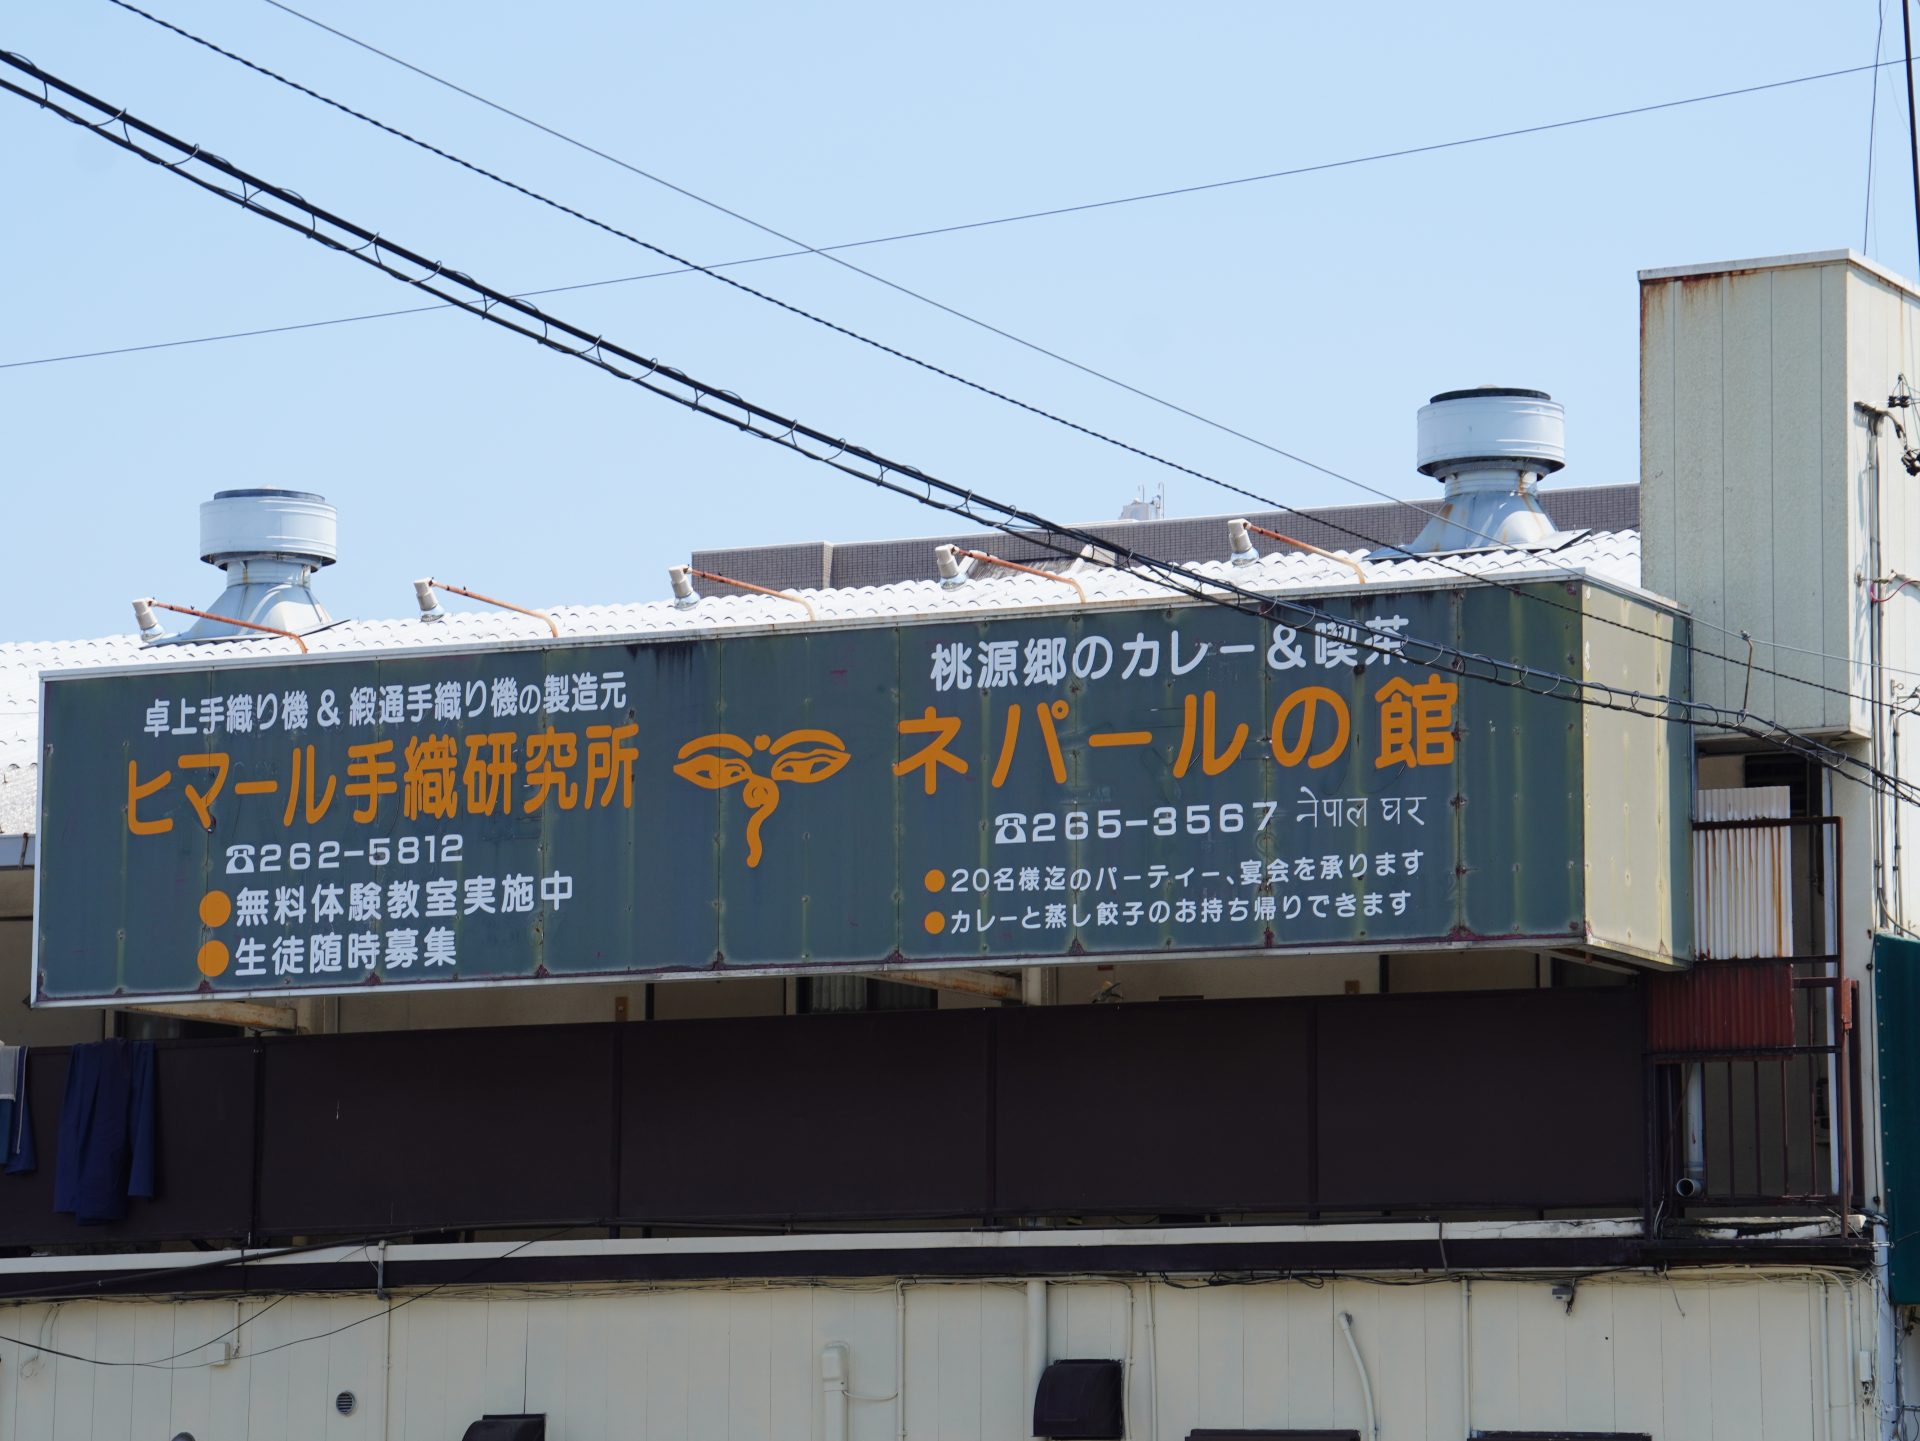 卓上手織り機&緞通手織り機の製造元
ヒマール手織研究所
☎262-5812
●無料体験教室実施中
●生徒随時募集
桃源郷のカレー&喫茶
ネパールの館
☎265-3567 नेपाल घर
●20名様迄のパーティー、宴会を承ります
●カレーと蒸し餃子のお持ち帰りできます